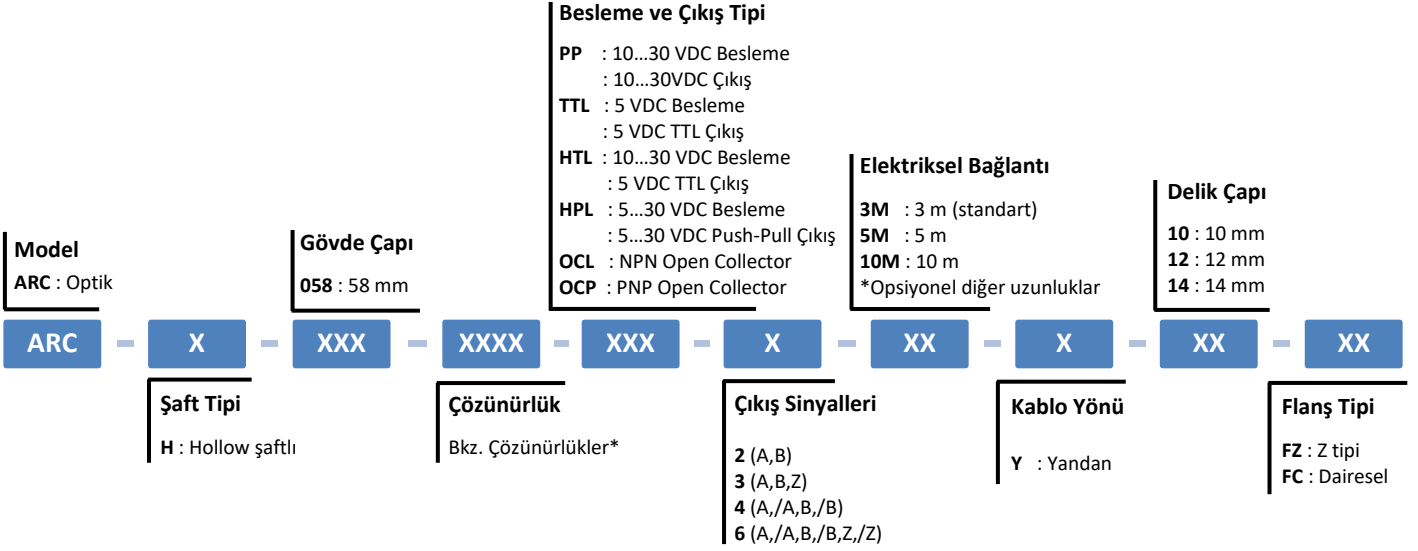 Besleme ve Çıkış Tipi
PP : 10...30 VDC Besleme
: 10...30VDC Çıkış
TTL : 5 VDC Besleme
: 5 VDC TTL Çıkış
HTL : 10...30 VDC Besleme
: 5 VDC TTL Çıkış
HPL : 5...30 VDC Besleme
: 5...30 VDC Push-Pull Çıkış
OCL : NPN Open Collector
OCP : PNP Open Collector
Elektriksel Bağlantı
3M : 3 m (standart)
5M : 5 m
10M : 10 m
*Opsiyonel diğer uzunluklar
Delik Çapı
10 : 10 mm
12 : 12 mm
14 : 14 mm
Model
ARC : Optik
Gövde Çapı
058 : 58 mm
ARC – X – XXX – XXXX – XXX – X – XX – X – XX – XX
Şaft Tipi
H : Hollow şaftlı
Çözünürlük
Bkz. Çözünürlükler*
Çıkış Sinyalleri
2 (A,B)
3 (A,B,Z)
4 (A,/A,B,/B)
6 (A,/A,B,/B,Z,/Z)
Kablo Yönü
Y : Yandan
Flanş Tipi
FZ : Z tipi
FC : Dairesel